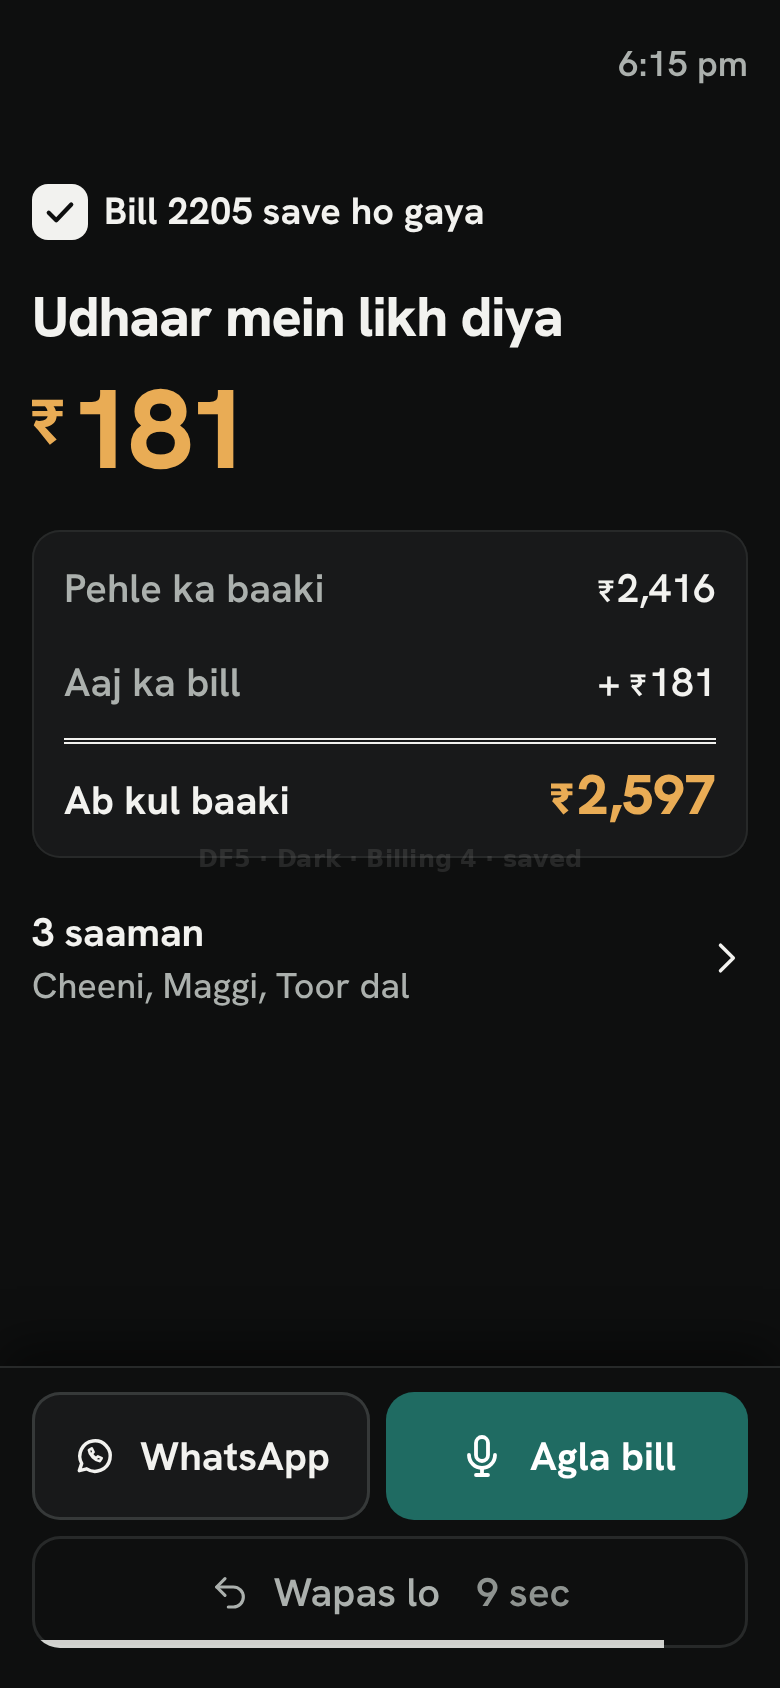 6:15 pm
Bill 2205 save ho gaya
Udhaar mein likh diya
₹181
Pehle ka baaki ₹2,416
Aaj ka bill + ₹181
Ab kul baaki ₹2,597
DF5 · Dark · Billing 4 · saved
3 saaman
Cheeni, Maggi, Toor dal
WhatsApp Agla bill
Wapas lo 9 sec